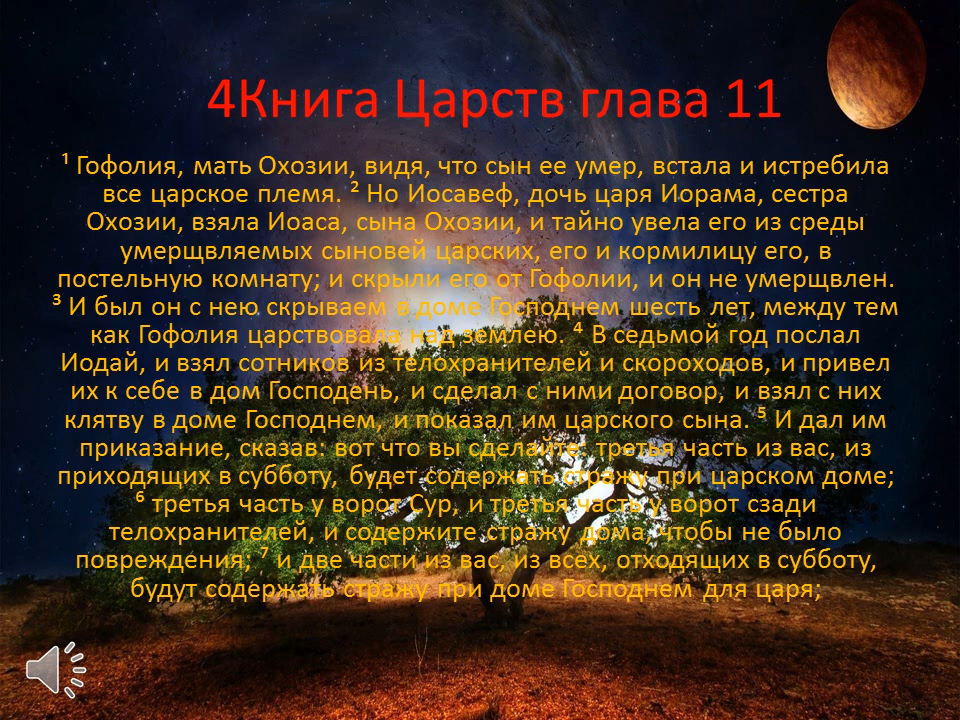 4Книга Царств глава 11
¹ Гофолия, мать Охозии, видя, что сын ее умер, встала и истребила
все царское племя. ² Но Иосавеф, дочь царя Иорама, сестра
Охозии, взяла Иоаса, сына Охозии, и тайно увела его из среды
умерщвляемых сыновей царских, его и кормилицу его, в
постельную комнату; и скрыли его от Гофолии, и он не умерщвлен.
³ И был он с нею скрываем в доме Господнем шесть лет, между тем
как Гофолия царствовала над землею. ⁴ В седьмой год послал
Иодай, и взял сотников из телохранителей и скороходов, и привел
их к себе в дом Господень, и сделал с ними договор, и взял с них
клятву в доме Господнем, и показал им царского сына. ⁵ И дал им
приказание, сказав: вот что вы сделайте: третья часть из вас, из
приходящих в субботу, будет содержать стражу при царском доме;
⁶ третья часть у ворот Сур, и третья часть у ворот сзади
телохранителей, и содержите стражу дома, чтобы не было
повреждения; ⁷ и две части из вас, из всех, отходящих в субботу,
будут содержать стражу при доме Господнем для царя;